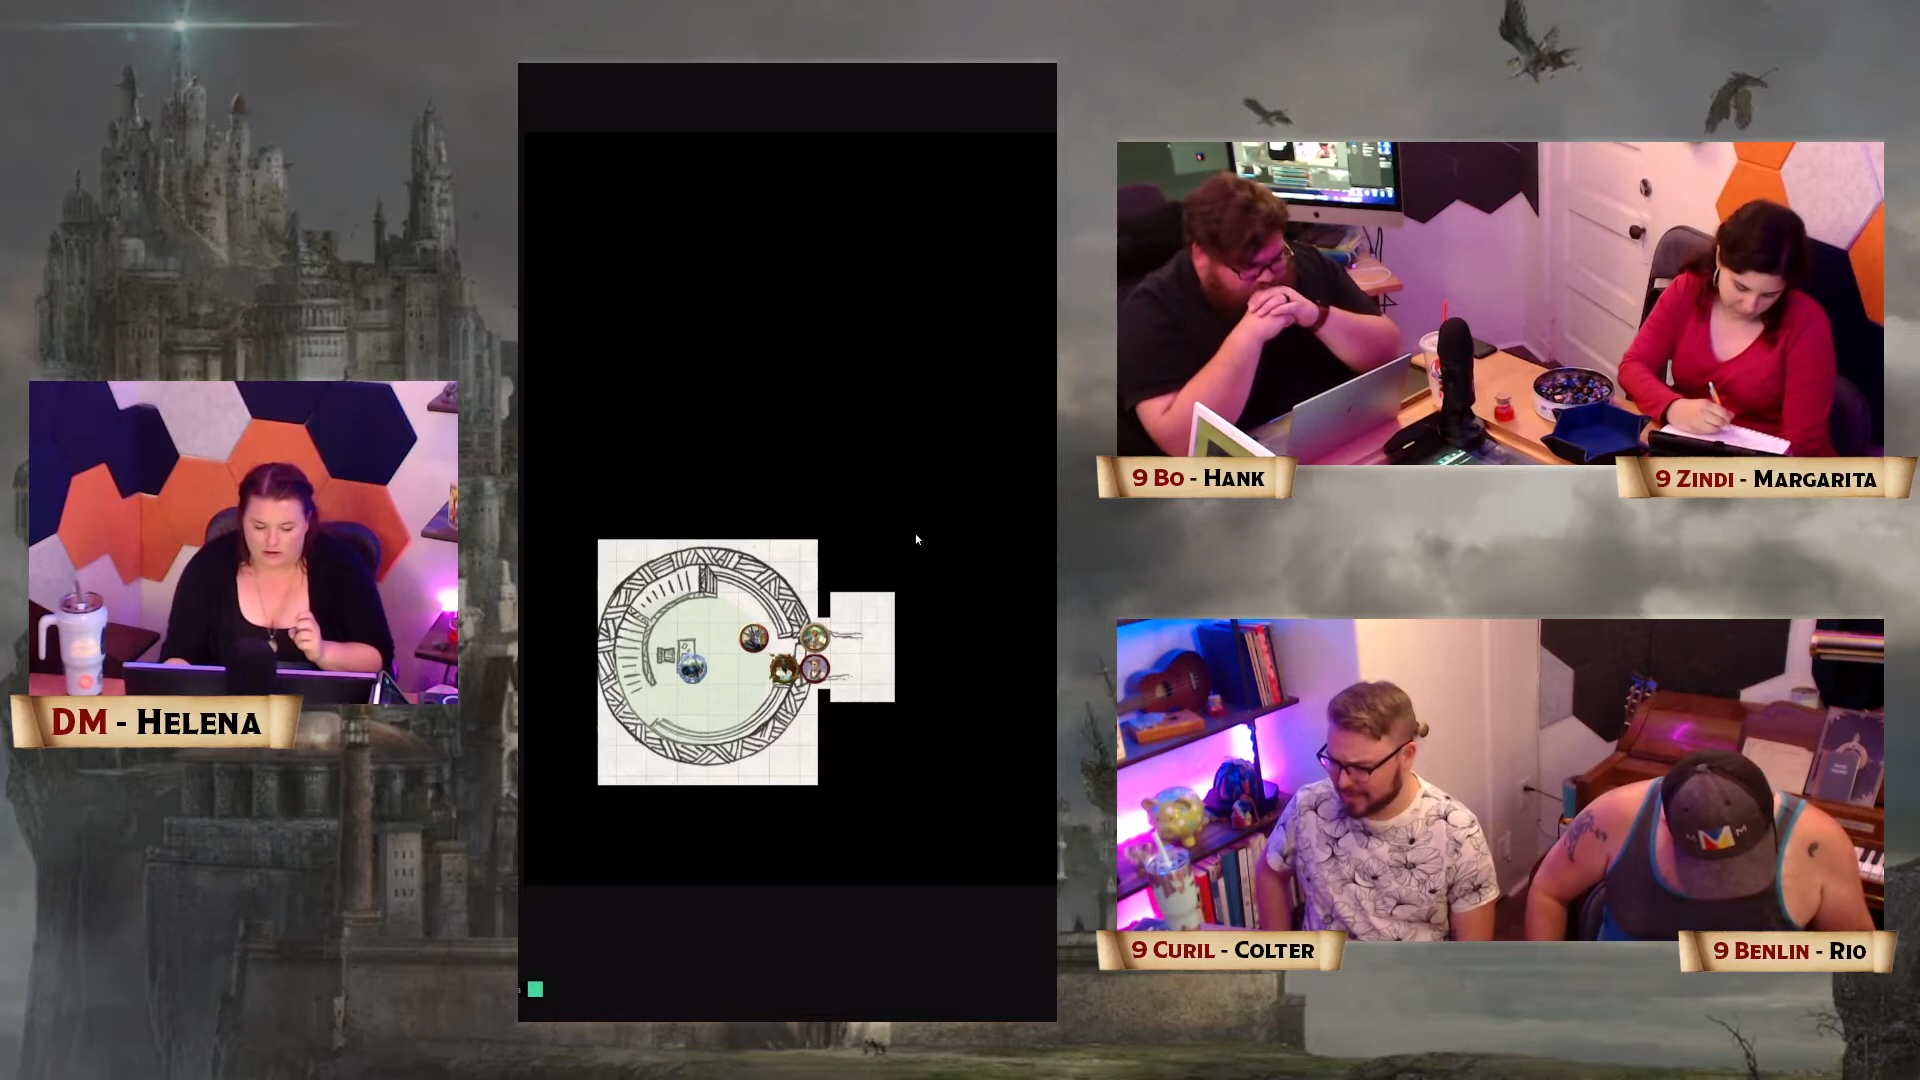 DM - Helena
9 Bo - Hank
9 Zindi - Margarita
9 Curil - Colter
9 Benlin - Rio
M M